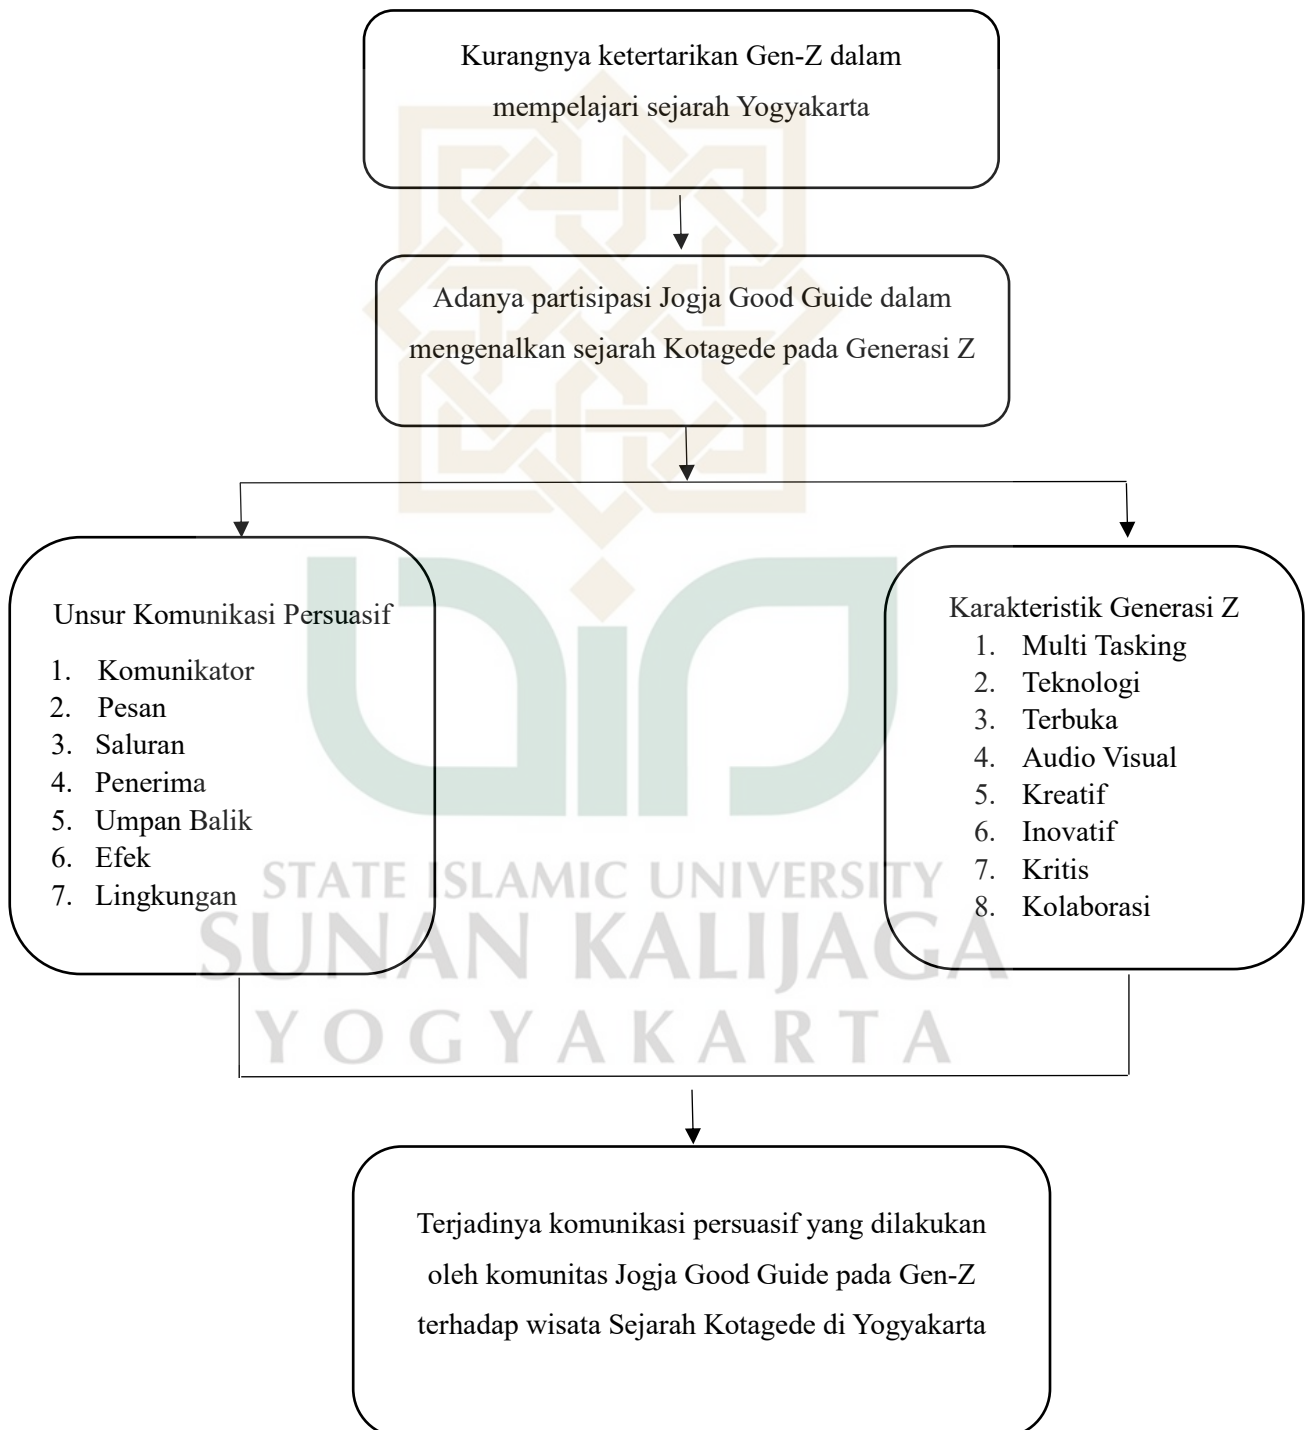 Kurangnya ketertarikan Gen-Z dalam
mempelajari sejarah Yogyakarta
Adanya partisipasi Jogja Good Guide dalam
mengenalkan sejarah Kotagede pada Generasi Z
Unsur Komunikasi Persuasif
1. Komunikator
2. Pesan
3. Saluran
4. Penerima
5. Umpan Balik
6. Efek
7. Lingkungan
Karakteristik Generasi Z
1. Multi Tasking
2. Teknologi
3. Terbuka
4. Audio Visual
5. Kreatif
6. Inovatif
7. Kritis
8. Kolaborasi
STATE ISLAMIC UNIVERSITY
SUNAN KALIJAGA
YOGYAKARTA
Terjadinya komunikasi persuasif yang dilakukan
oleh komunitas Jogja Good Guide pada Gen-Z
terhadap wisata Sejarah Kotagede di Yogyakarta